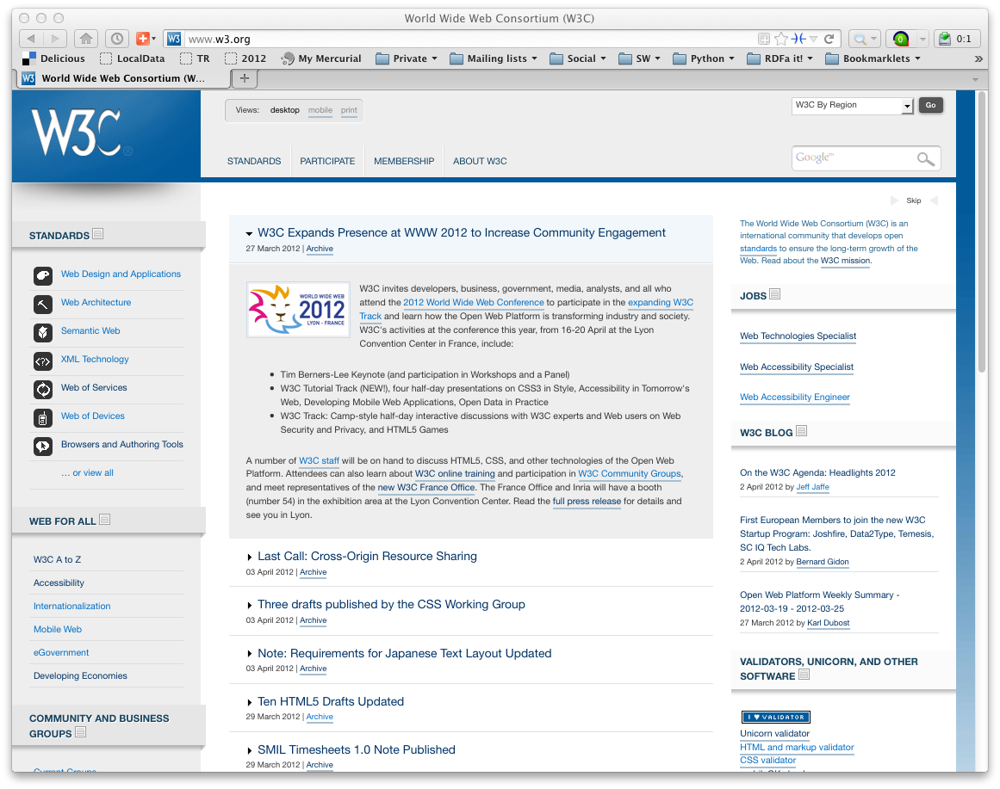 World Wide Web Consortium (W3C)
W3 www.w3.org
0
0:1
Delicious LocalData TR 2012 My Mercurial Private Mailing lists Social SW Python RDFa it! Bookmarklets »
W3 World Wide Web Consortium (W... +
W3C®
Views: desktop mobile print
W3C By Region Go
STANDARDS PARTICIPATE MEMBERSHIP ABOUT W3C
Google™
Skip
STANDARDS
Web Design and Applications
Web Architecture
Semantic Web
XML Technology
Web of Services
Web of Devices
Browsers and Authoring Tools
… or view all
WEB FOR ALL
W3C A to Z
Accessibility
Internationalization
Mobile Web
eGovernment
Developing Economies
COMMUNITY AND BUSINESS
GROUPS
Current Groups
W3C Expands Presence at WWW 2012 to Increase Community Engagement
27 March 2012 | Archive
WORLD WIDE WEB
2012
LYON - FRANCE
W3C invites developers, business, government, media, analysts, and all who
attend the 2012 World Wide Web Conference to participate in the expanding W3C
Track and learn how the Open Web Platform is transforming industry and society.
W3C's activities at the conference this year, from 16-20 April at the Lyon
Convention Center in France, include:
• Tim Berners-Lee Keynote (and participation in Workshops and a Panel)
• W3C Tutorial Track (NEW!), four half-day presentations on CSS3 in Style, Accessibility in Tomorrow's
Web, Developing Mobile Web Applications, Open Data in Practice
• W3C Track: Camp-style half-day interactive discussions with W3C experts and Web users on Web
Security and Privacy, and HTML5 Games
A number of W3C staff will be on hand to discuss HTML5, CSS, and other technologies of the Open Web
Platform. Attendees can also learn about W3C online training and participation in W3C Community Groups,
and meet representatives of the new W3C France Office. The France Office and Inria will have a booth
(number 54) in the exhibition area at the Lyon Convention Center. Read the full press release for details and
see you in Lyon.
Last Call: Cross-Origin Resource Sharing
03 April 2012 | Archive
Three drafts published by the CSS Working Group
03 April 2012 | Archive
Note: Requirements for Japanese Text Layout Updated
03 April 2012 | Archive
Ten HTML5 Drafts Updated
29 March 2012 | Archive
SMIL Timesheets 1.0 Note Published
29 March 2012 | Archive
The World Wide Web Consortium (W3C) is an
international community that develops open
standards to ensure the long-term growth of the
Web. Read about the W3C mission.
JOBS
Web Technologies Specialist
Web Accessibility Specialist
Web Accessibility Engineer
W3C BLOG
On the W3C Agenda: Headlights 2012
2 April 2012 by Jeff Jaffe
First European Members to join the new W3C
Startup Program: Joshfire, Data2Type, Temesis,
SC IQ Tech Labs.
2 April 2012 by Bernard Gidon
Open Web Platform Weekly Summary -
2012-03-19 - 2012-03-25
27 March 2012 by Karl Dubost
VALIDATORS, UNICORN, AND OTHER
SOFTWARE
I ♥ VALIDATOR
Unicorn validator
HTML and markup validator
CSS validator